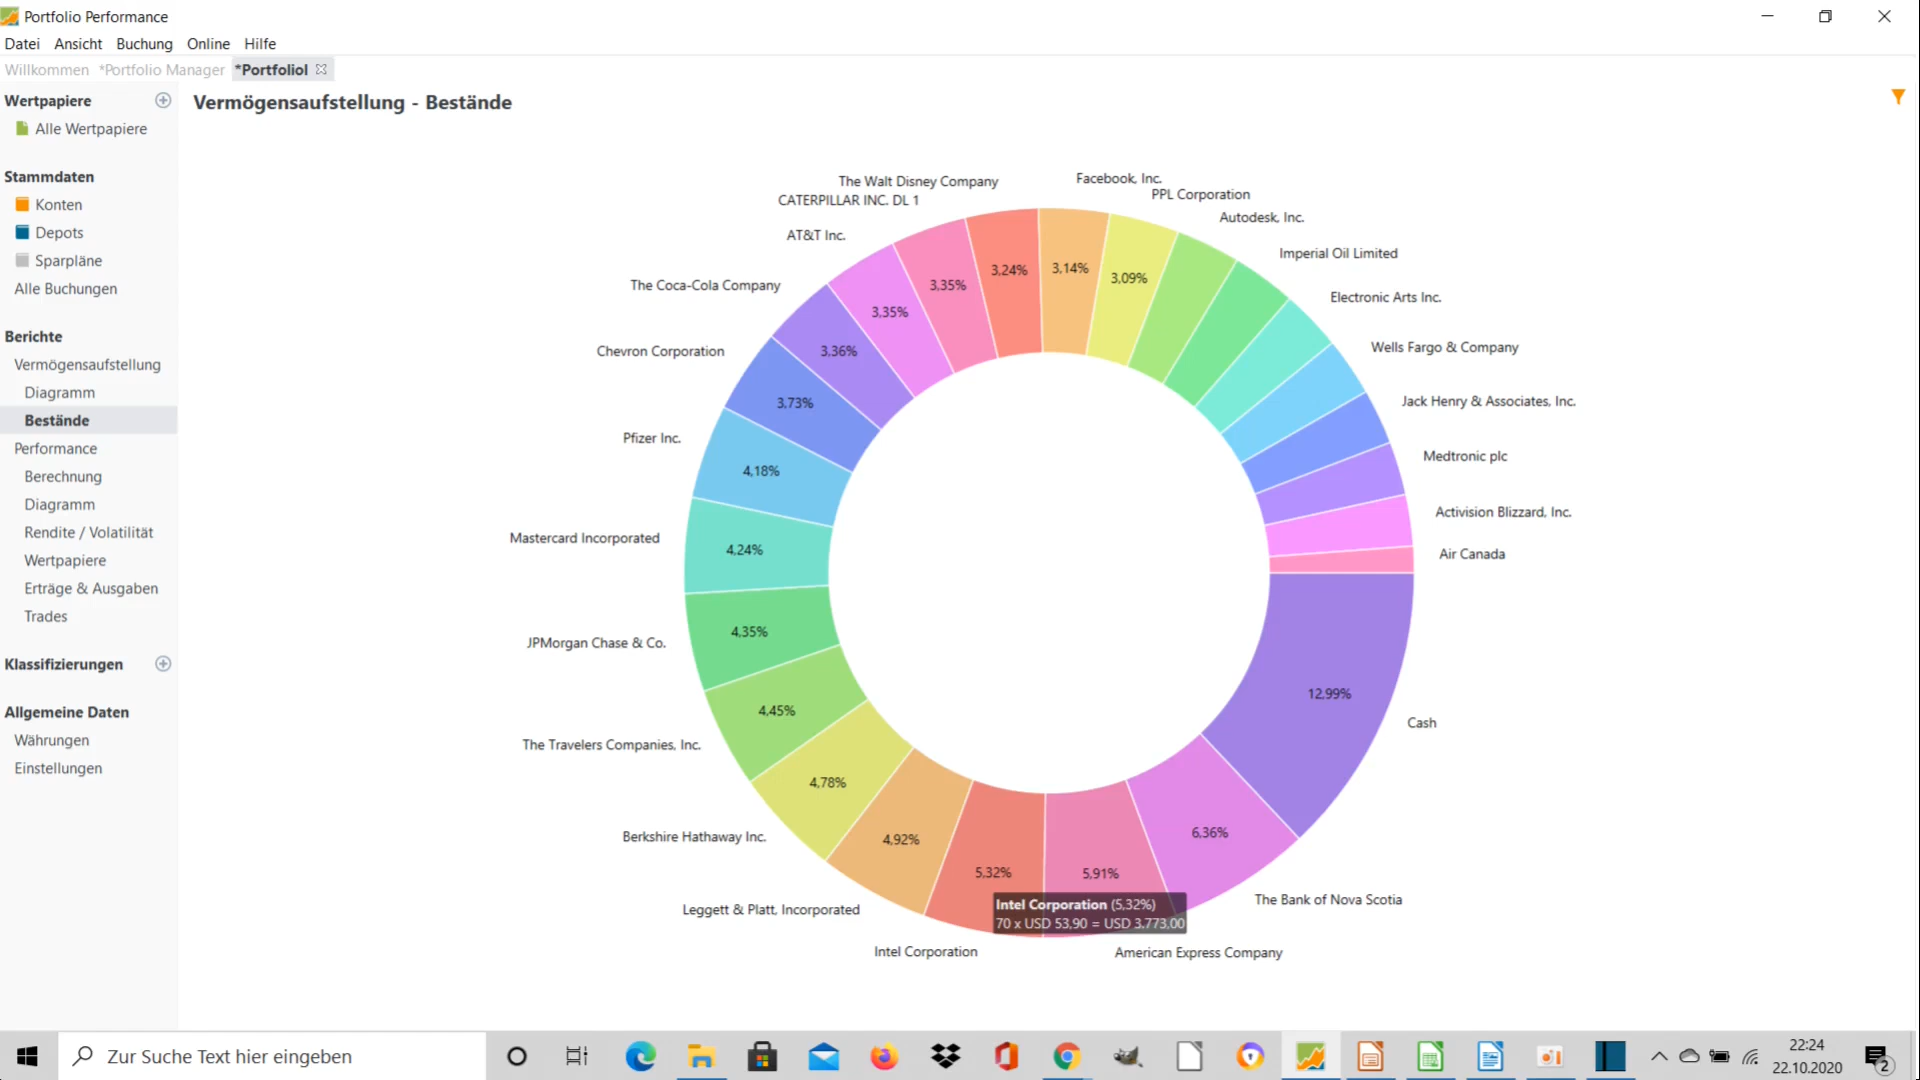 Portfolio Performance
Datei Ansicht Buchung Online Hilfe
Willkommen *Portfolio Manager *Portfoliol
Wertpapiere
Alle Wertpapiere
Stammdaten
Konten
Depots
Sparpläne
Alle Buchungen
Berichte
Vermögensaufstellung
Diagramm
Bestände
Performance
Berechnung
Diagramm
Rendite / Volatilität
Wertpapiere
Erträge & Ausgaben
Trades
Klassifizierungen
Allgemeine Daten
Währungen
Einstellungen
Vermögensaufstellung - Bestände
The Walt Disney Company
Facebook, Inc.
CATERPILLAR INC. DL 1
PPL Corporation
AT&T Inc.
Autodesk, Inc.
Imperial Oil Limited
The Coca-Cola Company
Electronic Arts Inc.
Chevron Corporation
Wells Fargo & Company
Jack Henry & Associates, Inc.
Pfizer Inc.
Medtronic plc
Activision Blizzard, Inc.
Mastercard Incorporated
Air Canada
JPMorgan Chase & Co.
Cash
The Travelers Companies, Inc.
Berkshire Hathaway Inc.
The Bank of Nova Scotia
Leggett & Platt, Incorporated
Intel Corporation
American Express Company
3,24%
3,14%
3,09%
3,35%
3,35%
3,36%
3,73%
4,18%
4,24%
4,35%
4,45%
4,78%
4,92%
5,32%
5,91%
6,36%
12,99%
Intel Corporation (5,32%)
70 x USD 53,90 = USD 3.773,00
Zur Suche Text hier eingeben
22:24
22.10.2020
2